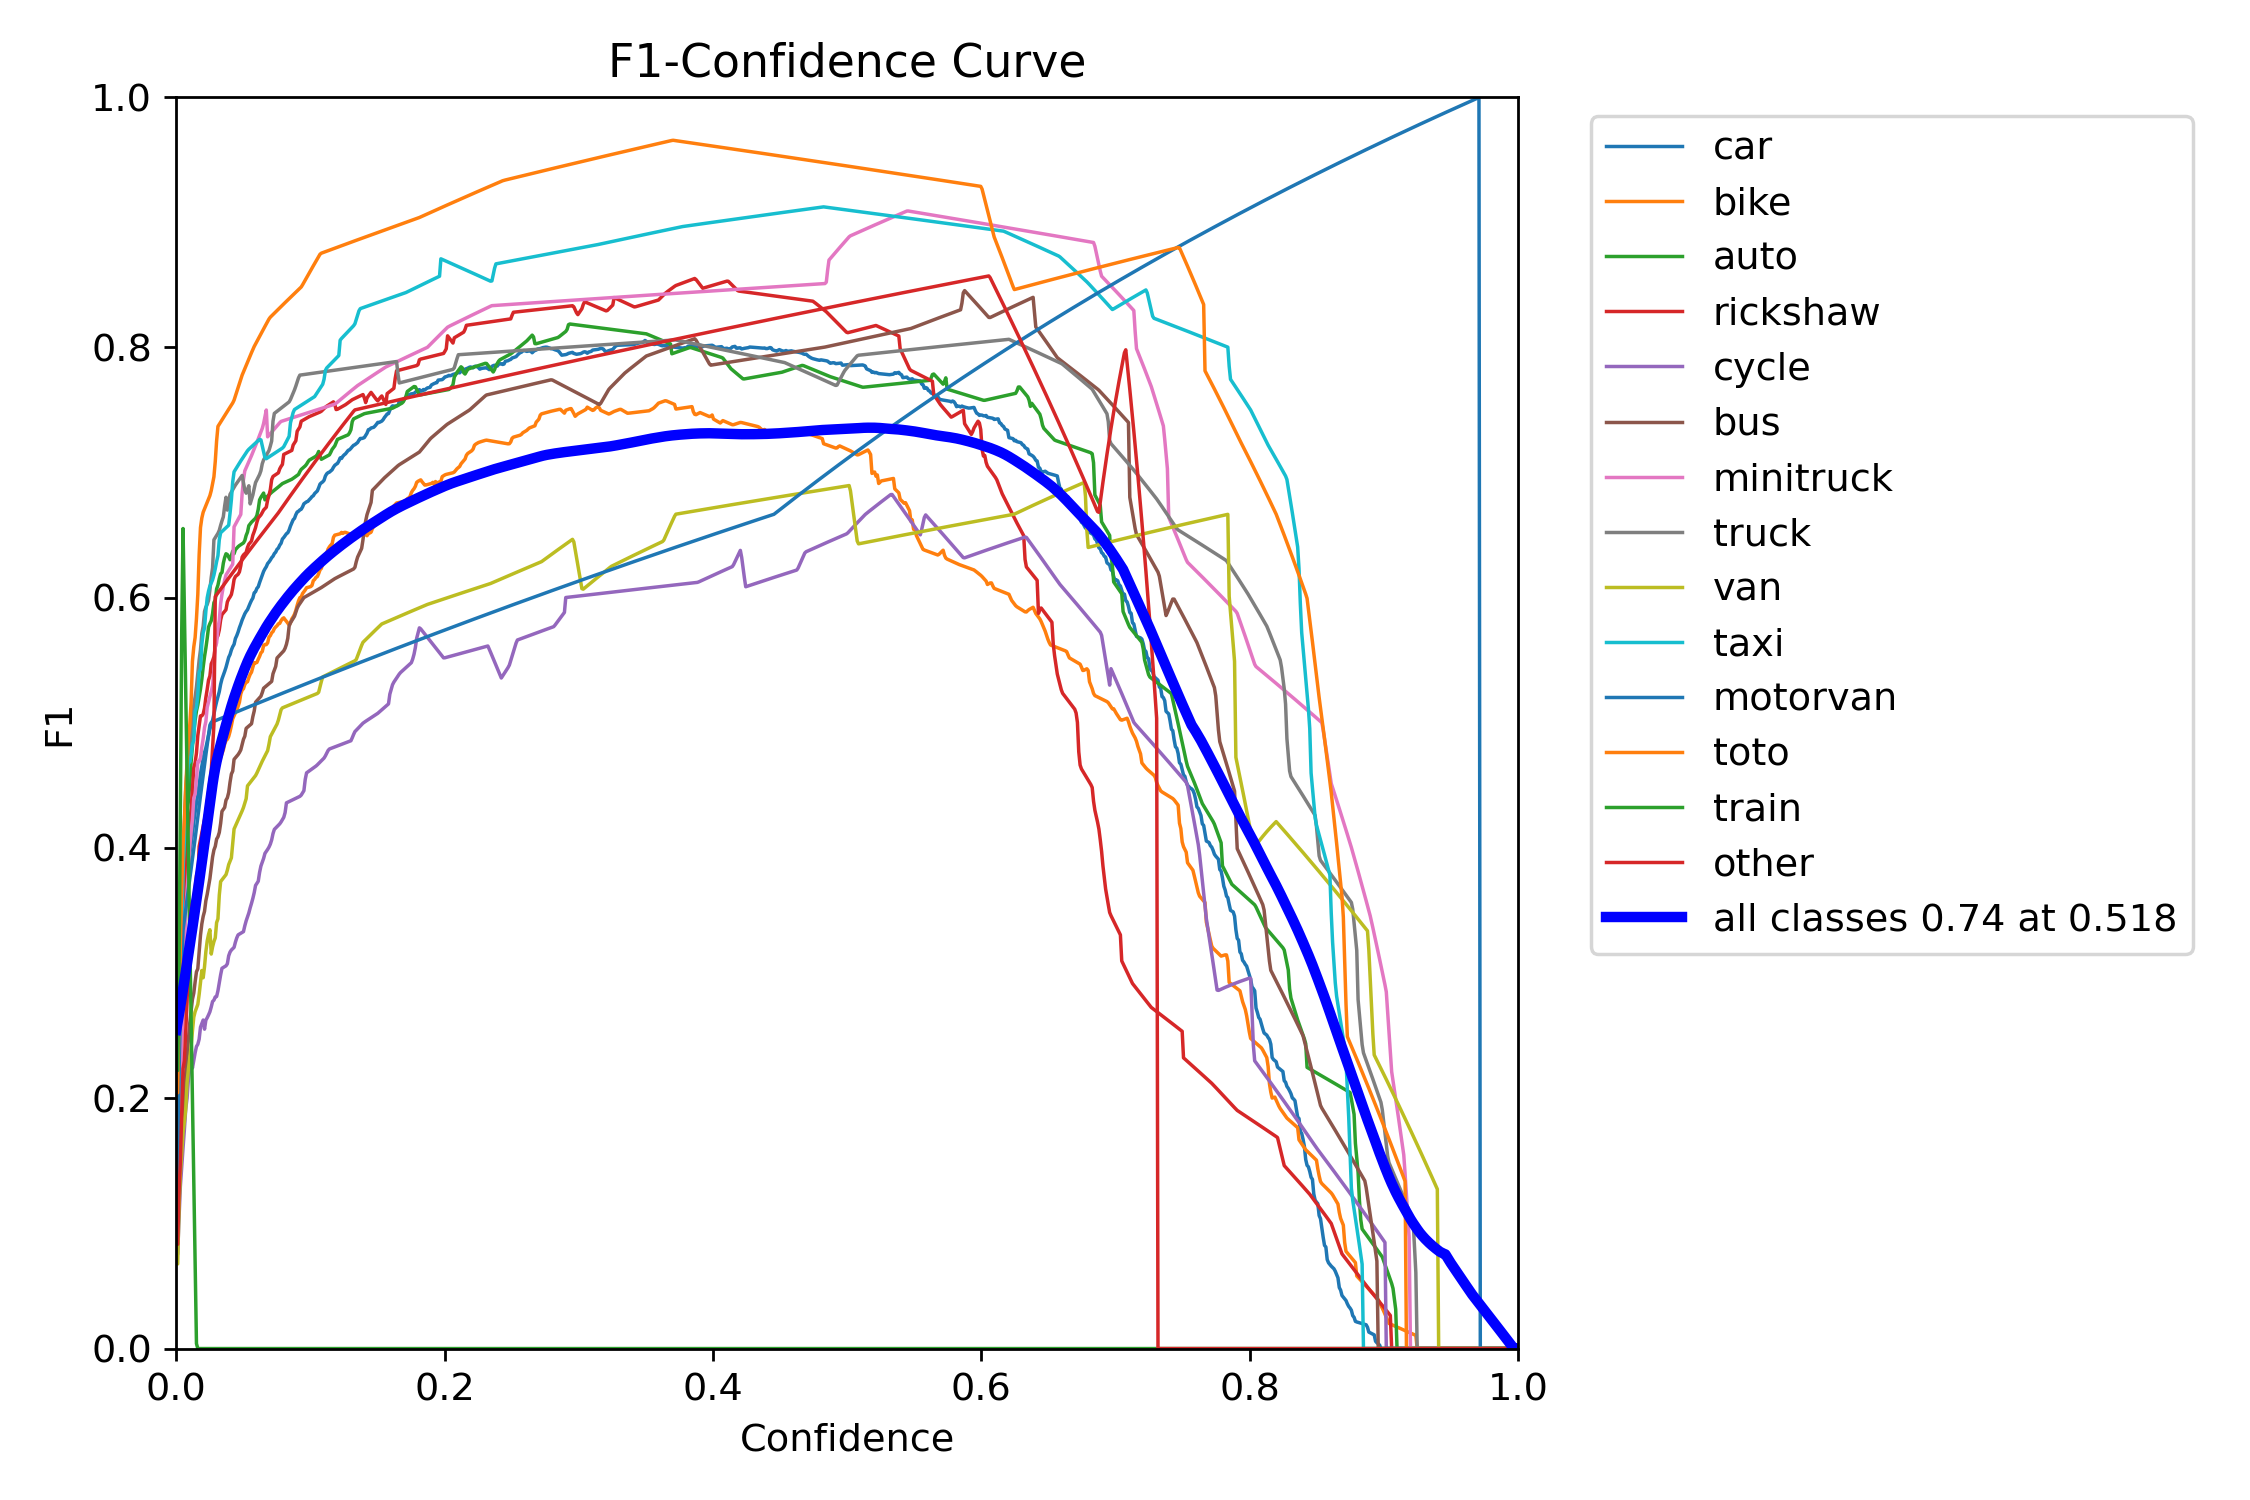 F1-Confidence Curve
1.0
0.8
0.6
0.4
0.2
0.0
F1
0.0 0.2 0.4 0.6 0.8 1.0
Confidence
car
bike
auto
rickshaw
cycle
bus
minitruck
truck
van
taxi
motorvan
toto
train
other
all classes 0.74 at 0.518